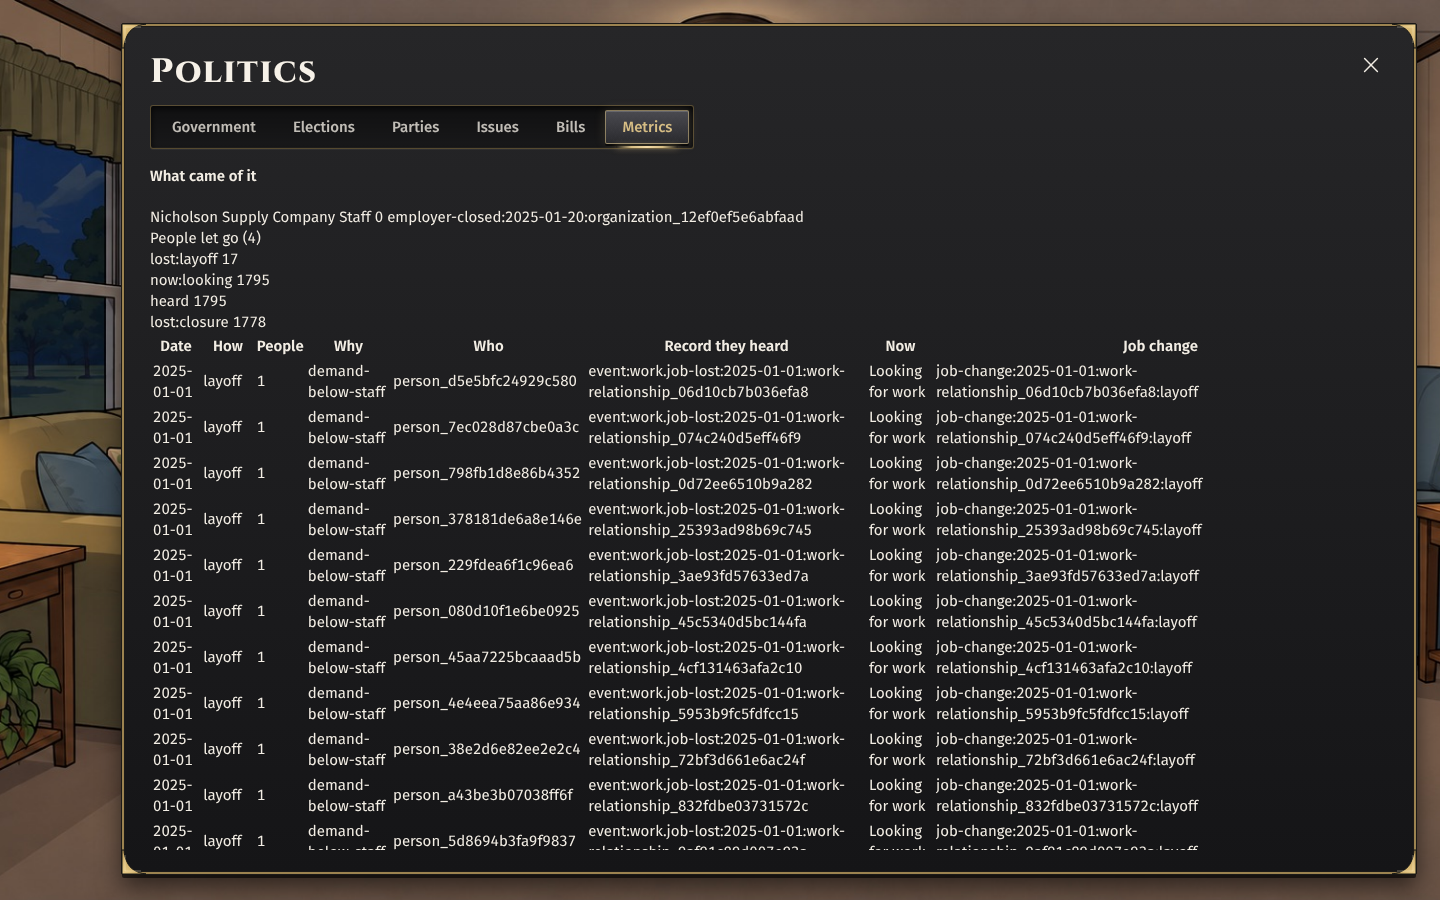 Politics
Government Elections Parties Issues Bills Metrics
What came of it
Nicholson Supply Company Staff 0 employer-closed:2025-01-20:organization_12ef0ef5e6abfaad
People let go (4)
lost:layoff 17
now:looking 1795
heard 1795
lost:closure 1778
Date How People Why Who Record they heard Now Job change
2025- demand- event:work.job-lost:2025-01-01:work- Looking job-change:2025-01-01:work-
layoff 1 person_d5e5bfc24929c580
01-01 below-staff relationship_06d10cb7b036efa8 for work relationship_06d10cb7b036efa8:layoff
2025- demand- event:work.job-lost:2025-01-01:work- Looking job-change:2025-01-01:work-
layoff 1 person_7ec028d87cbe0a3c
01-01 below-staff relationship_074c240d5eff46f9 for work relationship_074c240d5eff46f9:layoff
2025- demand- event:work.job-lost:2025-01-01:work- Looking job-change:2025-01-01:work-
layoff 1 person_798fb1d8e86b4352
01-01 below-staff relationship_0d72ee6510b9a282 for work relationship_0d72ee6510b9a282:layoff
2025- demand- event:work.job-lost:2025-01-01:work- Looking job-change:2025-01-01:work-
layoff 1 person_378181de6a8e146e
01-01 below-staff relationship_25393ad98b69c745 for work relationship_25393ad98b69c745:layoff
2025- demand- event:work.job-lost:2025-01-01:work- Looking job-change:2025-01-01:work-
layoff 1 person_229fdea6f1c96ea6
01-01 below-staff relationship_3ae93fd57633ed7a for work relationship_3ae93fd57633ed7a:layoff
2025- demand- event:work.job-lost:2025-01-01:work- Looking job-change:2025-01-01:work-
layoff 1 person_080d10f1e6be0925
01-01 below-staff relationship_45c5340d5bc144fa for work relationship_45c5340d5bc144fa:layoff
2025- demand- event:work.job-lost:2025-01-01:work- Looking job-change:2025-01-01:work-
layoff 1 person_45aa7225bcaaad5b
01-01 below-staff relationship_4cf131463afa2c10 for work relationship_4cf131463afa2c10:layoff
2025- demand- event:work.job-lost:2025-01-01:work- Looking job-change:2025-01-01:work-
layoff 1 person_4e4eea75aa86e934
01-01 below-staff relationship_5953b9fc5fdfcc15 for work relationship_5953b9fc5fdfcc15:layoff
2025- demand- event:work.job-lost:2025-01-01:work- Looking job-change:2025-01-01:work-
layoff 1 person_38e2d6e82ee2e2c4
01-01 below-staff relationship_72bf3d661e6ac24f for work relationship_72bf3d661e6ac24f:layoff
2025- demand- event:work.job-lost:2025-01-01:work- Looking job-change:2025-01-01:work-
layoff 1 person_a43be3b07038ff6f
01-01 below-staff relationship_832fdbe03731572c for work relationship_832fdbe03731572c:layoff
2025- demand- event:work.job-lost:2025-01-01:work- Looking job-change:2025-01-01:work-
layoff 1 person_5d8694b3fa9f9837